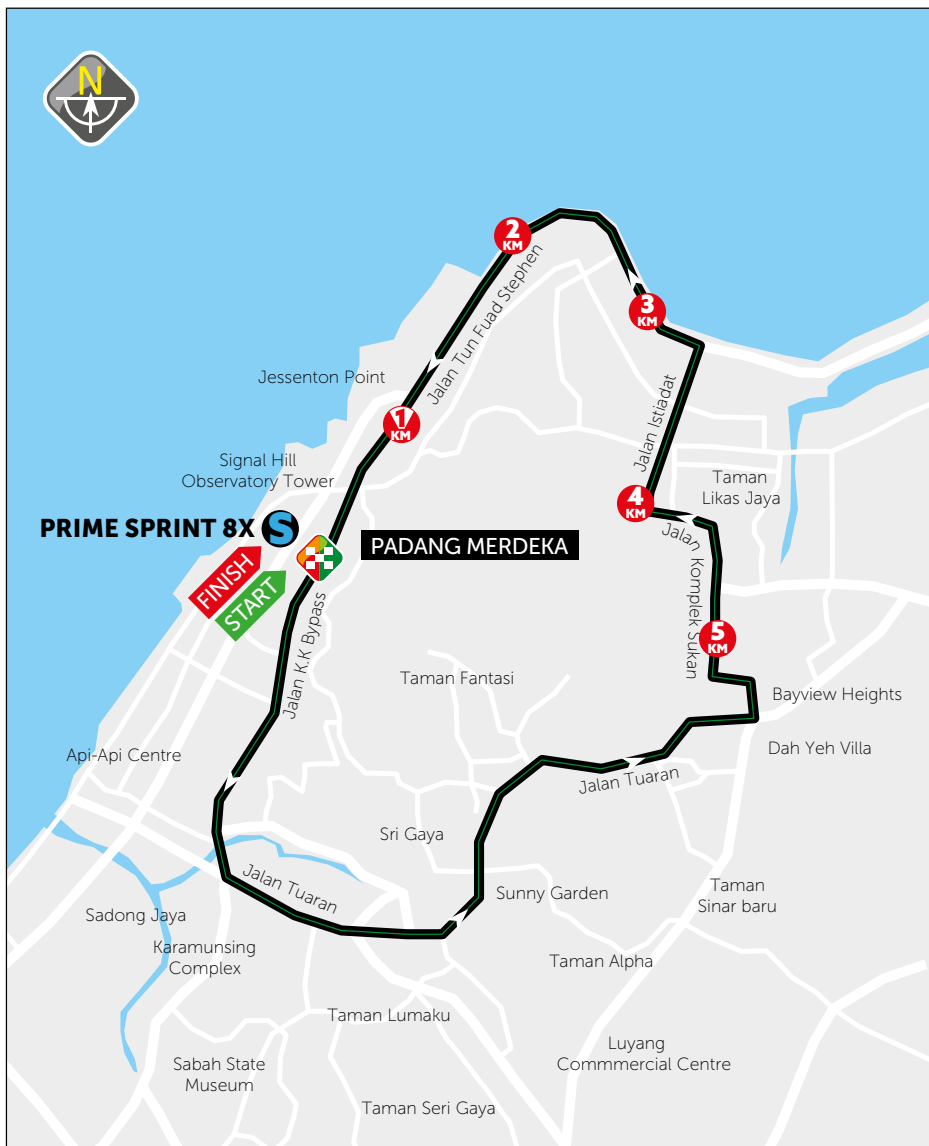 N
2
KM
Jalan Tun Fuad Stephen
3
KM
Jessenton Point
1
KM
Jalan Istiadat
Signal Hill
Observatory Tower
Taman
Likas Jaya
4
KM
PRIME SPRINT 8X
S
PADANG MERDEKA
FINISH
START
Jalan Komplek Sukan
5
KM
Jalan K.K Bypass
Taman Fantasi
Bayview Heights
Api-Api Centre
Dah Yeh Villa
Jalan Tuaran
Sri Gaya
Jalan Tuaran
Sunny Garden
Taman
Sinar baru
Sadong Jaya
Karamunsing
Complex
Taman Alpha
Taman Lumaku
Luyang
Commmercial Centre
Sabah State
Museum
Taman Seri Gaya